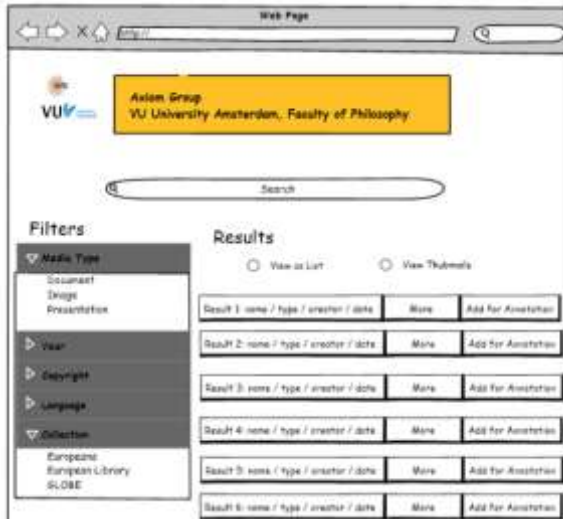 Web Page
http://
VU
Axiom Group
VU University Amsterdam, Faculty of Philosophy
Search
Filters
Media Type
Document
Image
Presentation
Year
Copyright
Language
Collection
Europeana
European Library
GLOBE
Results
View as List
View Thubnails
Result 1: name / type / creator / date More Add for Annotation
Result 2: name / type / creator / date More Add for Annotation
Result 3: name / type / creator / date More Add for Annotation
Result 4: name / type / creator / date More Add for Annotation
Result 5: name / type / creator / date More Add for Annotation
Result 6: name / type / creator / date More Add for Annotation